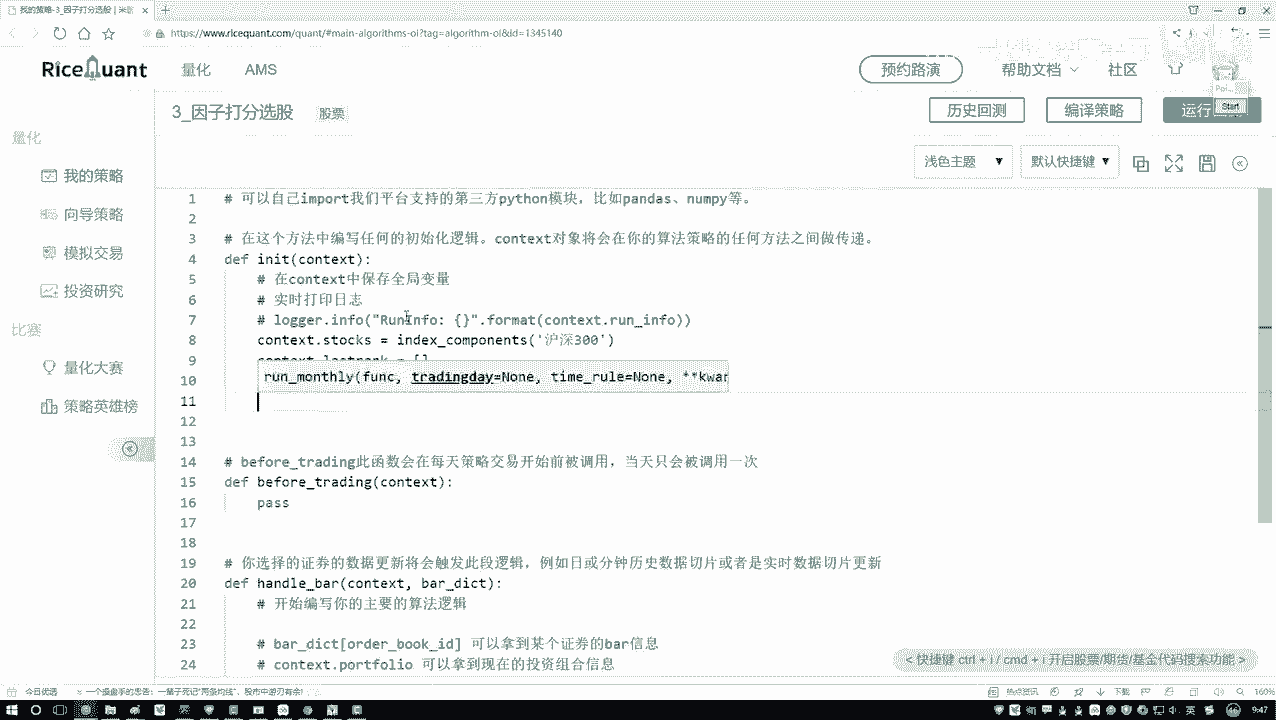 我的策略-3_因子打分选股 | 米
https://www.ricequant.com/quant/#main-algorithms-oi?tag=algorithm-oi&id=1345140
RiceQuant
量化 AMS
预约路演
帮助文档 社区
3_因子打分选股 股票
历史回测 编译策略 运行
Start
量化
浅色主题 默认快捷键
我的策略
向导策略
模拟交易
投资研究
比赛
量化大赛
策略英雄榜
1 # 可以自己import我们平台支持的第三方python模块，比如pandas、numpy等。
2
3 # 在这个方法中编写任何的初始化逻辑。context对象将会在你的算法策略的任何方法之间做传递。
4 def init(context):
5 # 在context中保存全局变量
6 # 实时打印日志
7 # logger.info("RunInfo: {}".format(context.run_info))
8 context.stocks = index_components('沪深300')
9
10 run_monthly(func, tradingday=None, time_rule=None, **kwar
11
12
13
14 # before_trading此函数会在每天策略交易开始前被调用，当天只会被调用一次
15 def before_trading(context):
16 pass
17
18
19 # 你选择的证券的数据更新将会触发此段逻辑，例如日或分钟历史数据切片或者是实时数据切片更新
20 def handle_bar(context, bar_dict):
21 # 开始编写你的主要的算法逻辑
22
23 # bar_dict[order_book_id] 可以拿到某个证券的bar信息
24 # context.portfolio 可以拿到现在的投资组合信息
< 快捷键 ctrl + i / cmd + i 开启股票/期货/基金代码搜索功能 >
今日优选
热点资讯
下载
160%
英
9:47